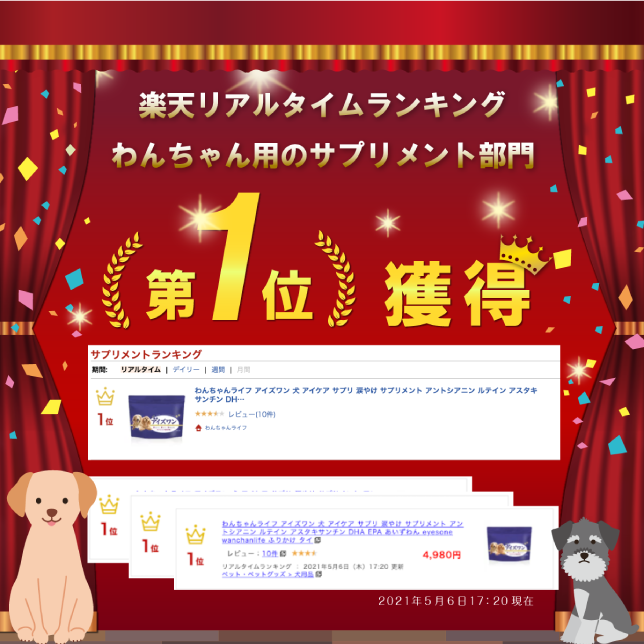 楽天リアルタイムランキング
わんちゃん用のサプリメント部門
第1位 獲得
サプリメントランキング
期間: リアルタイム | デイリー | 週間 | 月間
1位
わんちゃんライフ アイズワン 犬 アイケア サプリ 涙やけ サプリメント アントシアニン ルテイン アスタキ
サンチン DH…
レビュー(10件)
わんちゃんライフ
アイズワン
1位
1位
1位
わんちゃんライフ アイズワン 犬 アイケア サプリ 涙やけ サプリメント アン
トシアニン ルテイン アスタキサンチン DHA EPA あいずわん eyesone
wanchanlife ふりかけ タイ
レビュー：10件
4,980円
リアルタイムランキング ： 2021年5月6日（木）17:20 更新
ペット・ペットグッズ > 犬用品
2021年5月6日17:20現在